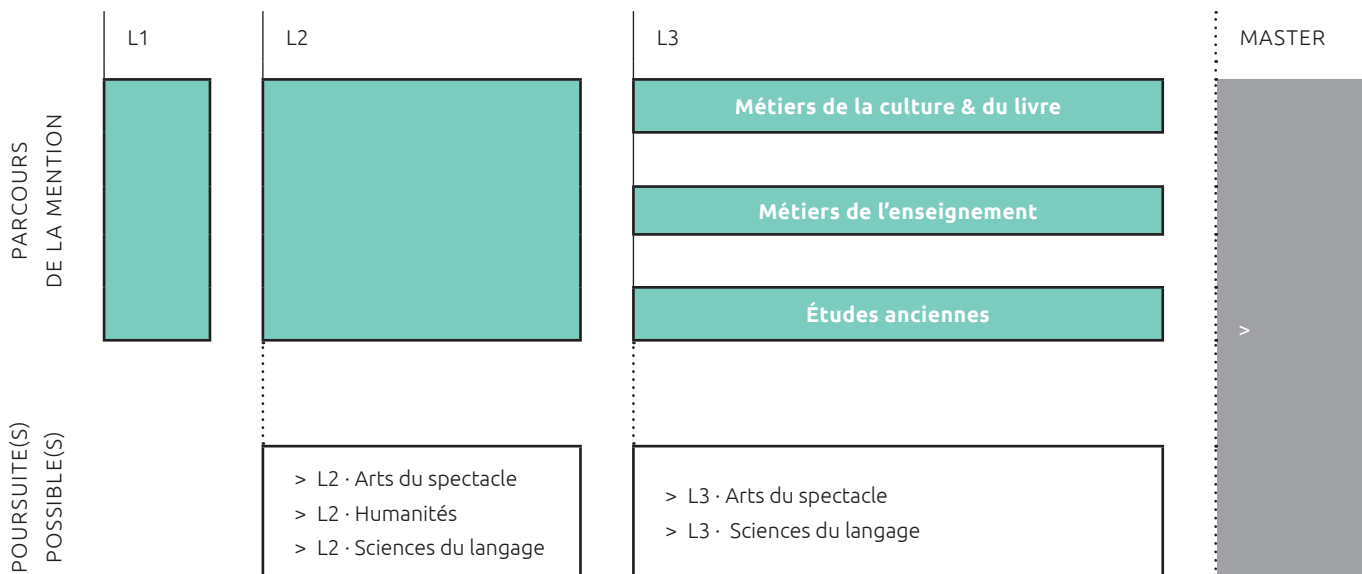 L1
L2
L3
MASTER
PARCOURS
DE LA MENTION
Métiers de la culture & du livre
Métiers de l’enseignement
Études anciennes
>
POURSUITE(S)
POSSIBLE(S)
> L2 · Arts du spectacle
> L2 · Humanités
> L2 · Sciences du langage
> L3 · Arts du spectacle
> L3 · Sciences du langage